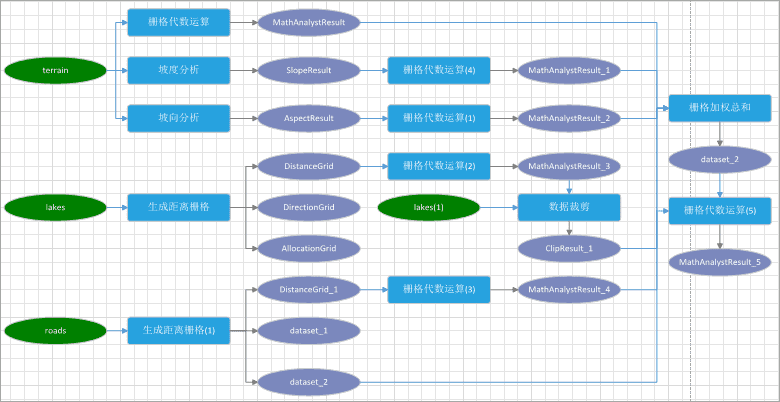 栅格代数运算
MathAnalystResult
terrain
坡度分析
SlopeResult
栅格代数运算(4)
MathAnalystResult_1
栅格加权总和
坡向分析
AspectResult
栅格代数运算(1)
MathAnalystResult_2
dataset_2
DistanceGrid
栅格代数运算(2)
MathAnalystResult_3
lakes
生成距离栅格
DirectionGrid
lakes(1)
数据裁剪
栅格代数运算(5)
AllocationGrid
ClipResult_1
MathAnalystResult_5
DistanceGrid_1
栅格代数运算(3)
MathAnalystResult_4
roads
生成距离栅格(1)
dataset_1
dataset_2